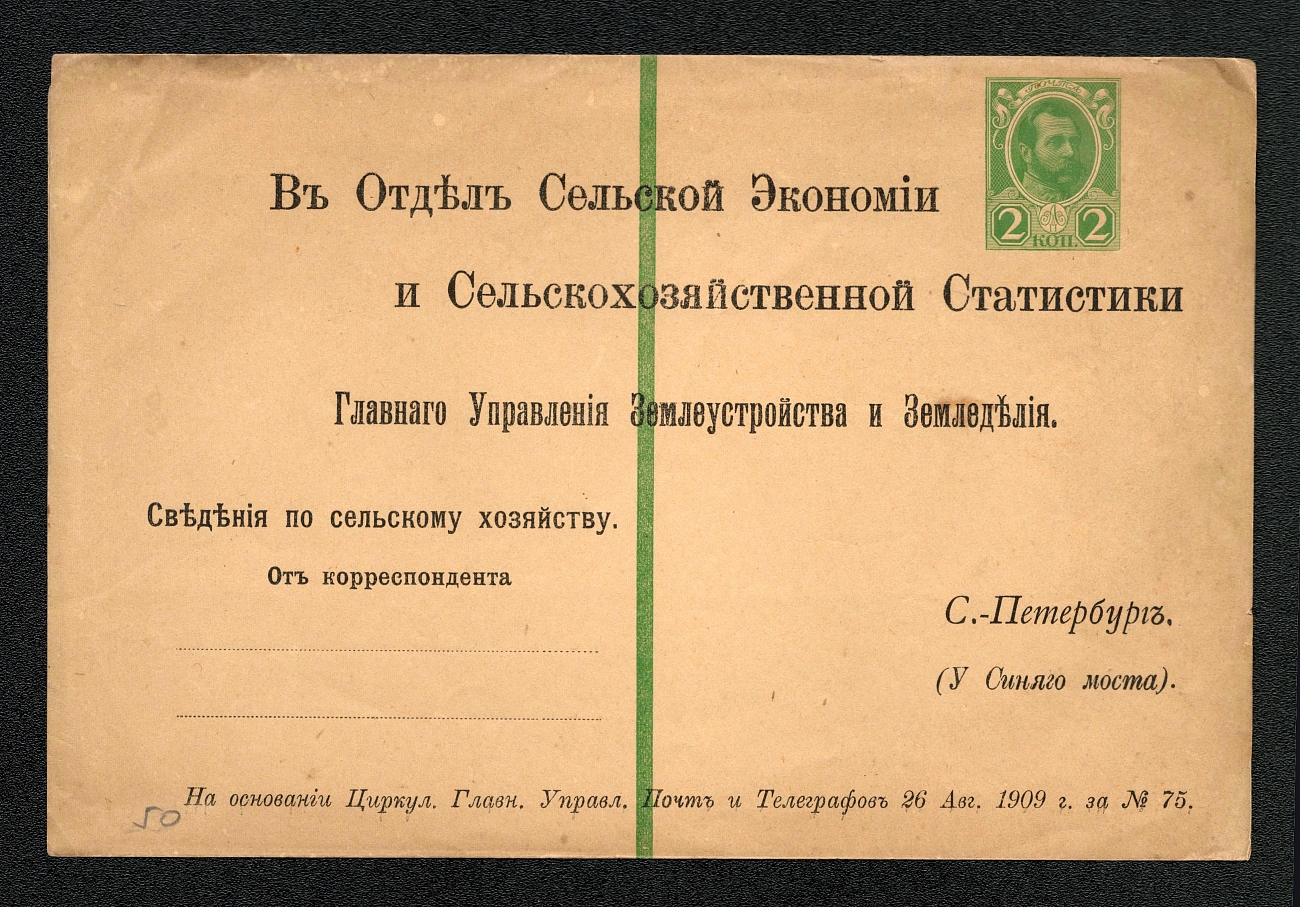 ПОЧТА
2 КОП. 2
Въ Отдѣлъ Сельской Экономіи
и Сельскохозяйственной Статистики
Главнаго Управленія Землеустройства и Земледѣлія.
Свѣдѣнія по сельскому хозяйству.
Отъ корреспондента
С.-Петербургъ.
(У Синяго моста).
На основаніи Циркул. Главн. Управл. Почтъ и Телеграфовъ 26 Авг. 1909 г. за № 75.
50